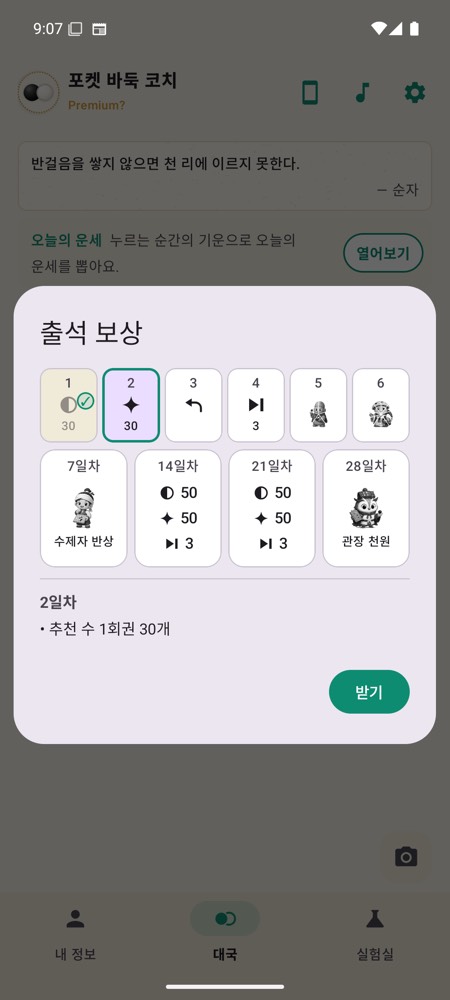 9:07
포켓 바둑 코치
Premium?
반걸음을 쌓지 않으면 천 리에 이르지 못한다.
– 순자
오늘의 운세 누르는 순간의 기운으로 오늘의
운세를 뽑아요.
열어보기
출석 보상
1 2 3 4 5 6
30 30 3
7일차 14일차 21일차 28일차
50 50
50 50
수제자 반상 3 3 관장 천원
2일차
• 추천 수 1회권 30개
받기
내 정보 대국 실험실